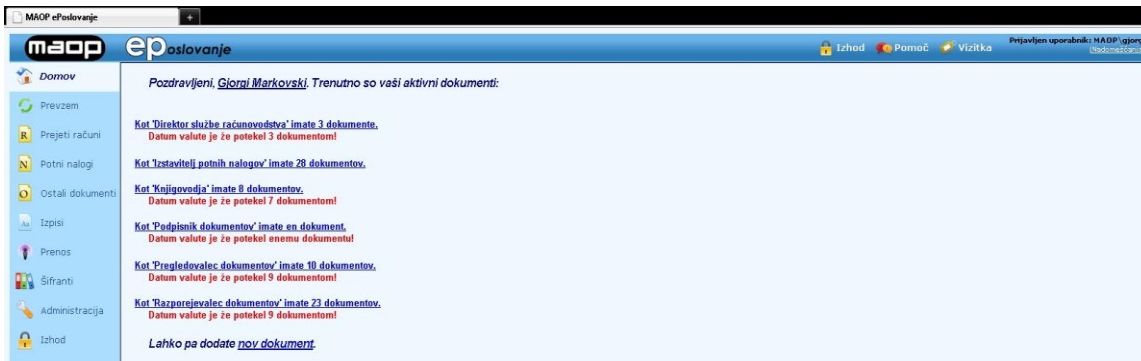 MAOP ePoslovanje
maop
ePoslovanje
Izhod Pomoč Vizitka
Prijavljen uporabnik: MAOP\gjorg
Domov
Pozdravljeni, Gjorgi Markovski. Trenutno so vaši aktivni dokumenti:
Prevzem
Prejeti računi
Potni nalogi
Ostali dokumenti
Izpisi
Prenos
Šifranti
Administracija
Izhod
Kot 'Direktor službe računovodstva' imate 3 dokumente.
Datum valute je že potekel 3 dokumentom!
Kot 'Izstavitelj potnih nalogov' imate 28 dokumentov.
Kot 'Knjigovodja' imate 8 dokumentov.
Datum valute je že potekel 7 dokumentom!
Kot 'Podpisnik dokumentov' imate en dokument.
Datum valute je že potekel enemu dokumentu!
Kot 'Pregledovalec dokumentov' imate 10 dokumentov.
Datum valute je že potekel 9 dokumentom!
Kot 'Razporejevalec dokumentov' imate 23 dokumentov.
Datum valute je že potekel 9 dokumentom!
Lahko pa dodate nov dokument.